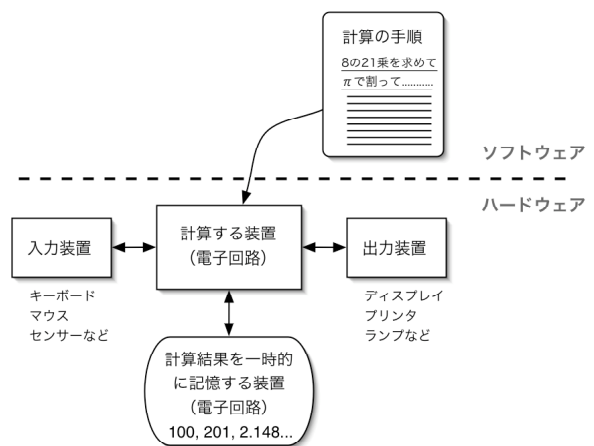 計算の手順
8の21乗を求めて
πで割って...........
ソフトウェア
ハードウェア
入力装置
計算する装置
（電子回路）
出力装置
キーボード
マウス
センサーなど
ディスプレイ
プリンタ
ランプなど
計算結果を一時的
に記憶する装置
（電子回路）
100, 201, 2.148...